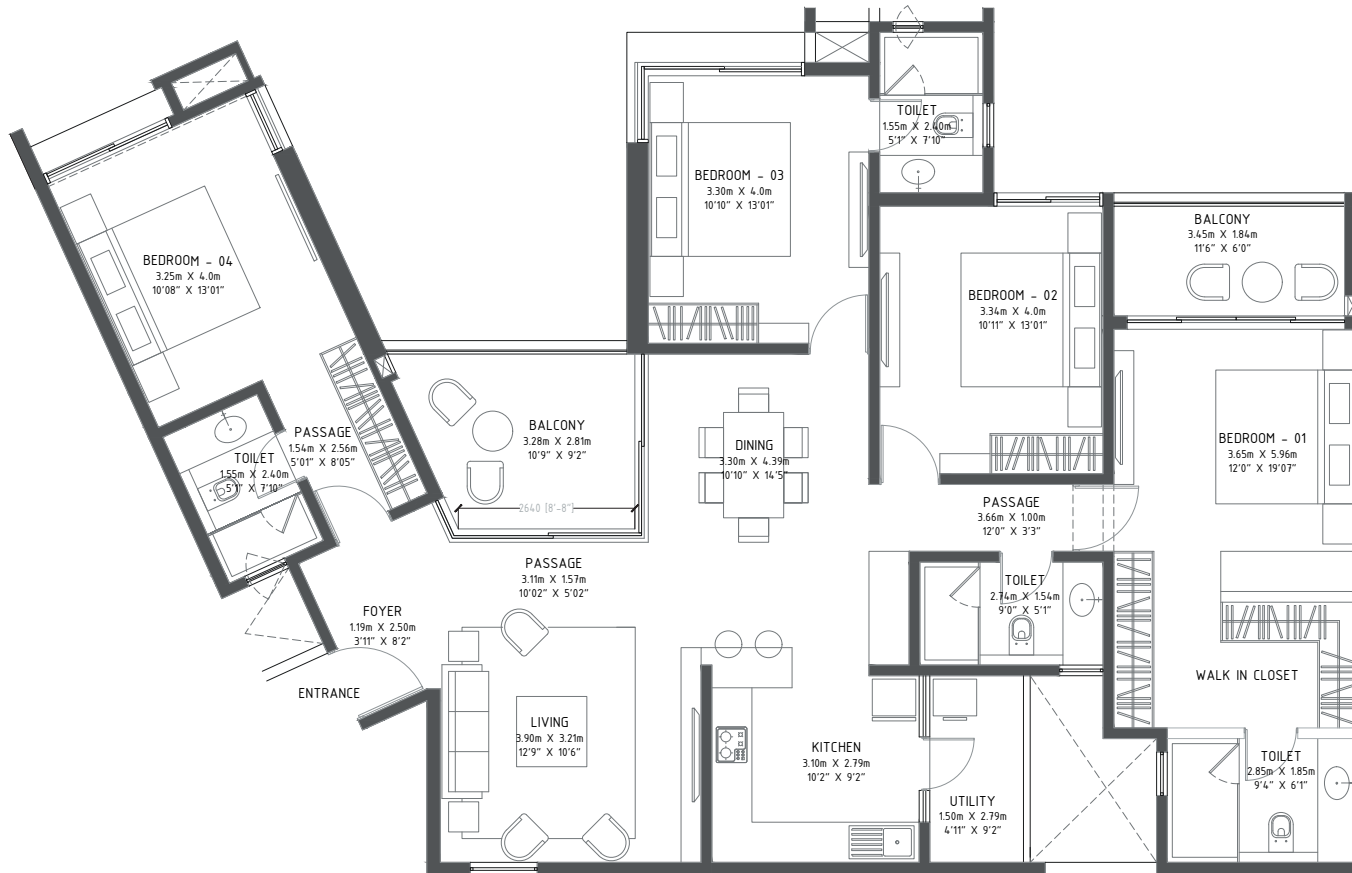 TOILET
1.55m X 2.40m
5'1" X 7'10"
BEDROOM - 03
3.30m X 4.0m
10'10" X 13'01"
BALCONY
3.45m X 1.84m
11'6" X 6'0"
BEDROOM - 04
3.25m X 4.0m
10'08" X 13'01"
BEDROOM - 02
3.34m X 4.0m
10'11" X 13'01"
BEDROOM - 01
3.65m X 5.96m
12'0" X 19'07"
PASSAGE
1.54m X 2.56m
5'01" X 8'05"
TOILET
1.55m X 2.40m
5'1" X 7'10"
BALCONY
3.28m X 2.81m
10'9" X 9'2"
2640 [8'-8"]
DINING
3.30m X 4.39m
10'10" X 14'5"
PASSAGE
3.66m X 1.00m
12'0" X 3'3"
PASSAGE
3.11m X 1.57m
10'02" X 5'02"
TOILET
2.74m X 1.54m
9'0" X 5'1"
FOYER
1.19m X 2.50m
3'11" X 8'2"
ENTRANCE
WALK IN CLOSET
LIVING
3.90m X 3.21m
12'9" X 10'6"
KITCHEN
3.10m X 2.79m
10'2" X 9'2"
UTILITY
1.50m X 2.79m
4'11" X 9'2"
TOILET
2.85m X 1.85m
9'4" X 6'1"